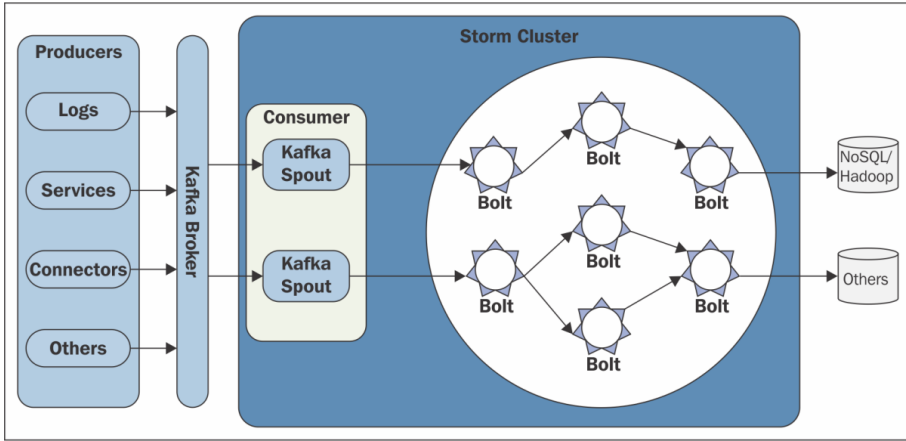 Producers
Logs
Services
Connectors
Others
Kafka Broker
Storm Cluster
Consumer
Kafka
Spout
Kafka
Spout
Bolt
Bolt
Bolt
Bolt
Bolt
Bolt
Bolt
NoSQL/
Hadoop
Others